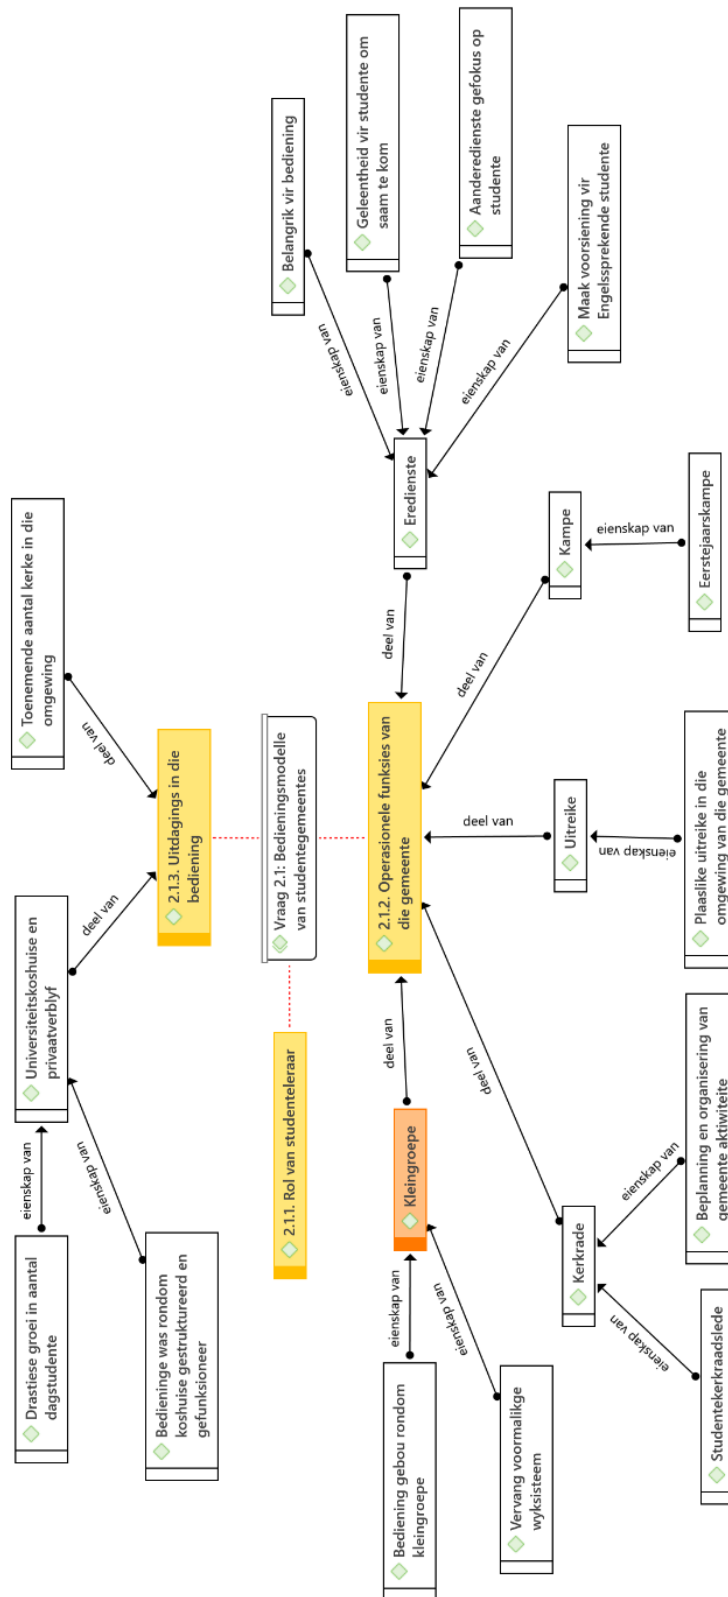 Drastiese groei in aantal
dagstudente
eienskap van
Bedieninge was rondom
koshuise gestruktureerd en
gefunksioneer
eienskap van
Universiteitskoshuise en
privaatverblyf
deel van
Toenemende aantal kerke in die
omgewing
deel van
2.1.3. Uitdagings in die
bediening
2.1.1. Rol van studenteleraar
Vraag 2.1: Bedieningsmodelle
van studentegemeentes
2.1.2. Operasionele funksies van
die gemeente
Bediening gebou rondom
kleingroepe
eienskap van
Vervang voormalikge
wyksisteem
eienskap van
Kleingroepe
deel van
Erediensте
deel van
eienskap van
Belangrik vir bediening
eienskap van
Geleentheid vir studente om
saam te kom
eienskap van
Aanderedienste gefokus op
studente
eienskap van
Maak voorsiening vir
Engelssprekende studente
Kerkrade
deel van
Uitreike
deel van
Kampe
deel van
eienskap van
Studentekerkraadslede
eienskap van
Beplanning en organisering van
gemeente aktiwiteite
eienskap van
Plaaslike uitreike in die
omgewing van die gemeente
eienskap van
Eerstejaarskampe